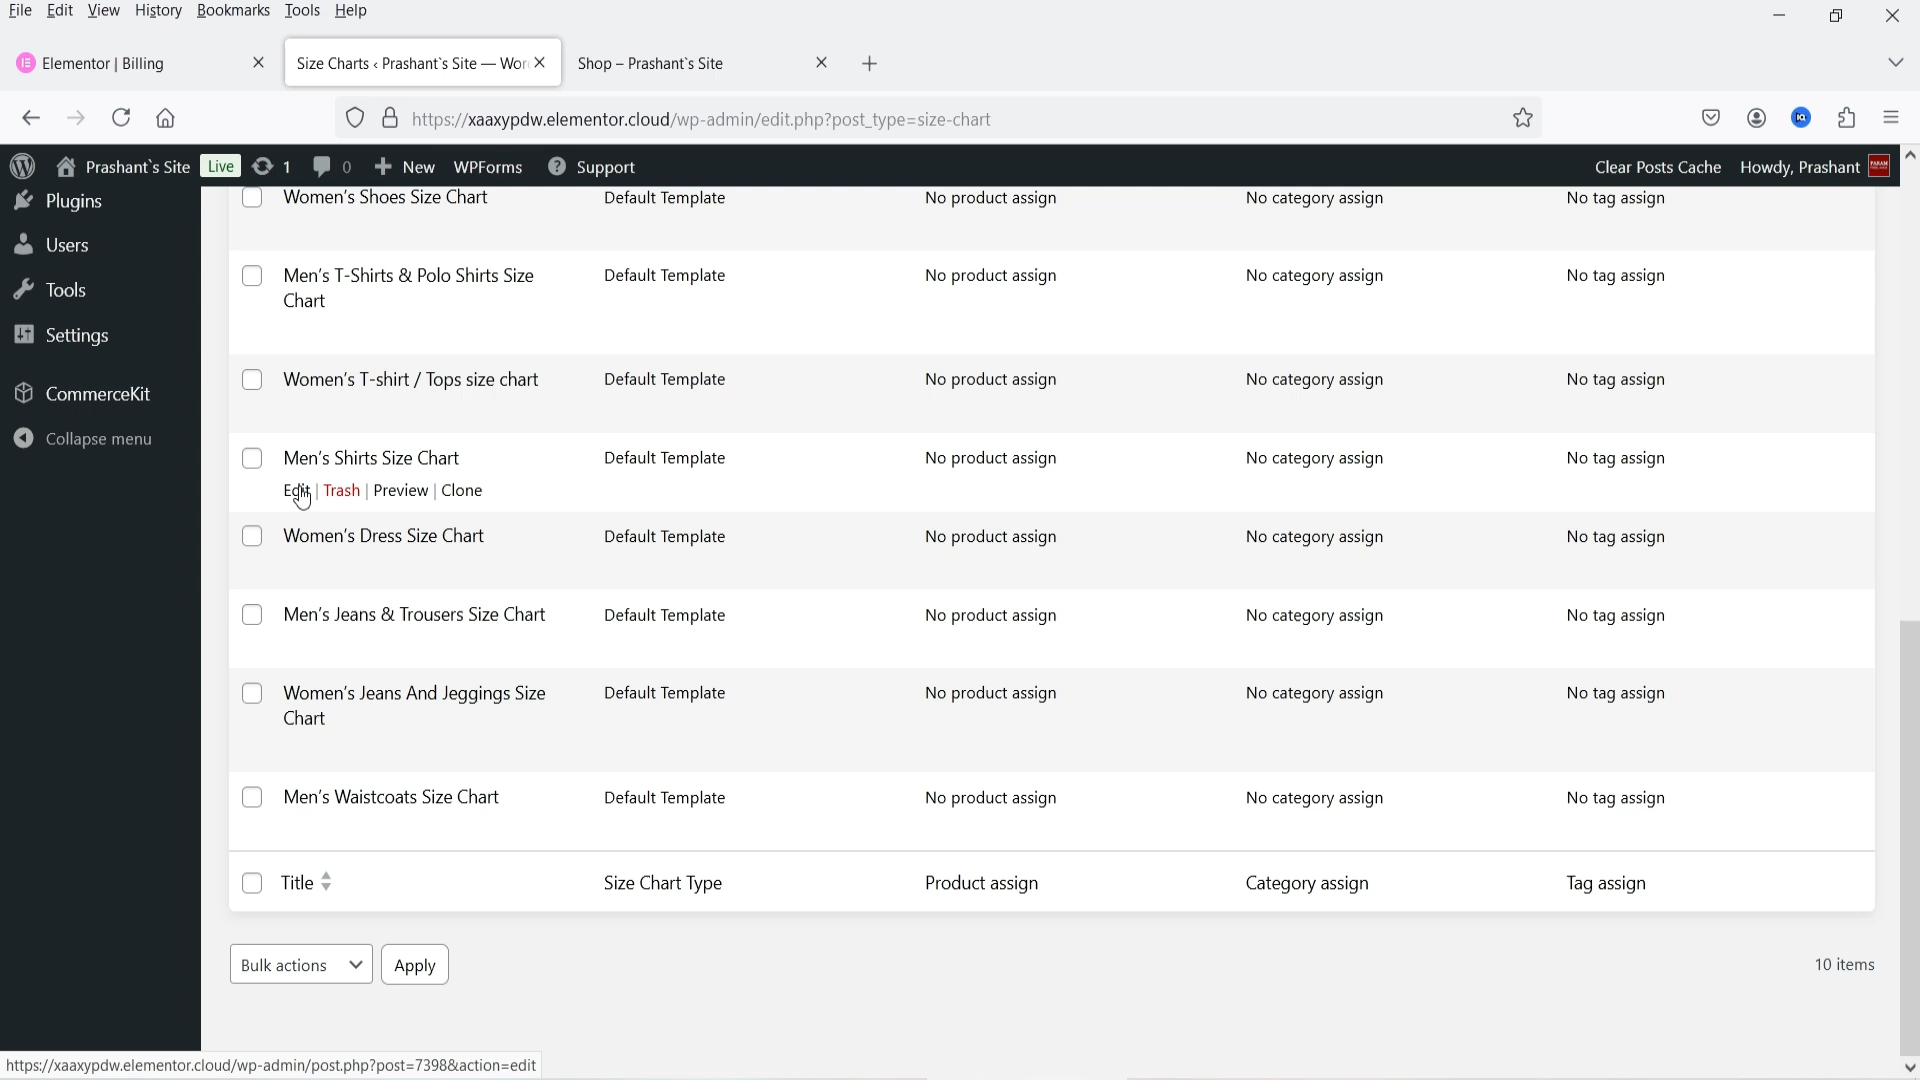 File Edit View History Bookmarks Tools Help
Elementor | Billing
Size Charts ‹ Prashant`s Site — Wor
Shop – Prashant`s Site
https://xaaxypdw.elementor.cloud/wp-admin/edit.php?post_type=size-chart
Prashant`s Site Live 1 0 New WPForms Support Clear Posts Cache Howdy, Prashant
Plugins
Users
Tools
Settings
CommerceKit
Collapse menu
Women's Shoes Size Chart Default Template No product assign No category assign No tag assign
Men's T-Shirts & Polo Shirts Size Default Template No product assign No category assign No tag assign
Chart
Women's T-shirt / Tops size chart Default Template No product assign No category assign No tag assign
Men's Shirts Size Chart Default Template No product assign No category assign No tag assign
Edit | Trash | Preview | Clone
Women's Dress Size Chart Default Template No product assign No category assign No tag assign
Men's Jeans & Trousers Size Chart Default Template No product assign No category assign No tag assign
Women's Jeans And Jeggings Size Default Template No product assign No category assign No tag assign
Chart
Men's Waistcoats Size Chart Default Template No product assign No category assign No tag assign
Title Size Chart Type Product assign Category assign Tag assign
Bulk actions Apply 10 items
https://xaaxypdw.elementor.cloud/wp-admin/post.php?post=7398&action=edit